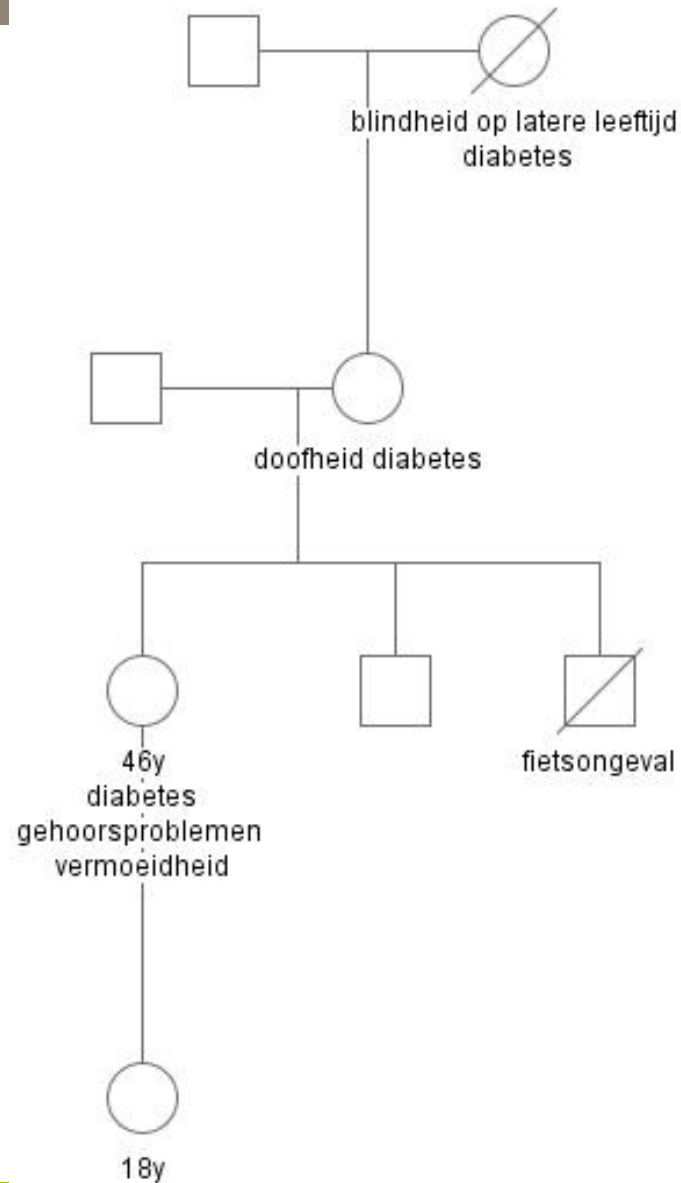 blindheid op latere leeftijd
diabetes
doofheid diabetes
46y
diabetes
gehoorsproblemen
vermoeidheid
fietsongeval
18y